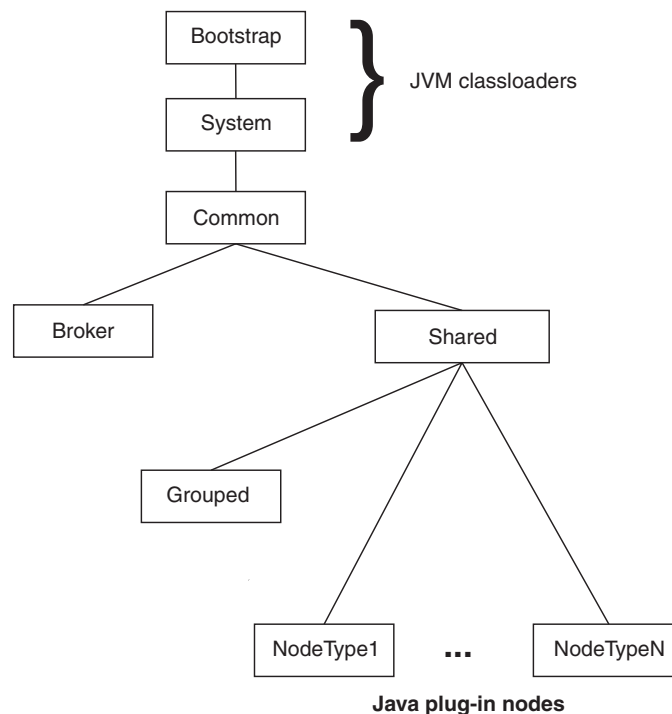 Bootstrap
JVM classloaders
System
Common
Broker
Shared
Grouped
NodeType1
...
NodeTypeN
Java plug-in nodes